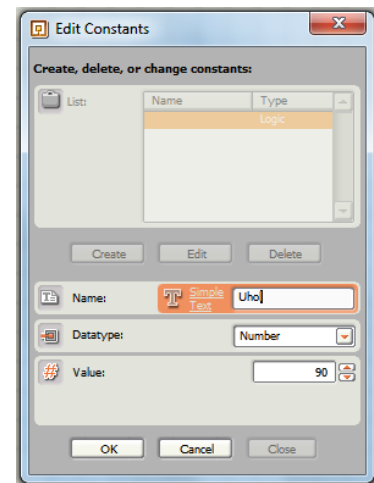 Edit Constants
Create, delete, or change constants:
List:
Name Type
Logic
Create Edit Delete
Name: Simple Text Uho
Datatype: Number
Value: 90
OK Cancel Close